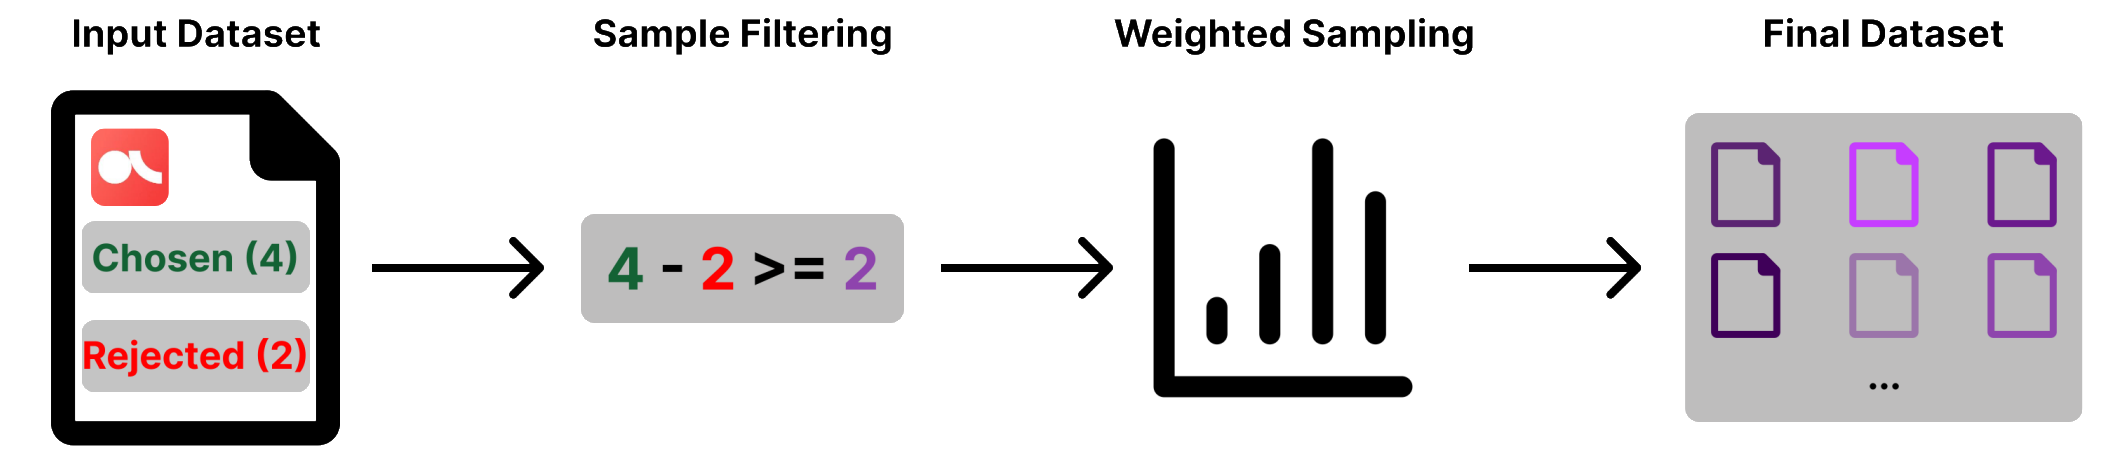 Input Dataset
Sample Filtering
Weighted Sampling
Final Dataset
Chosen (4)
Rejected (2)
4 - 2 >= 2
...